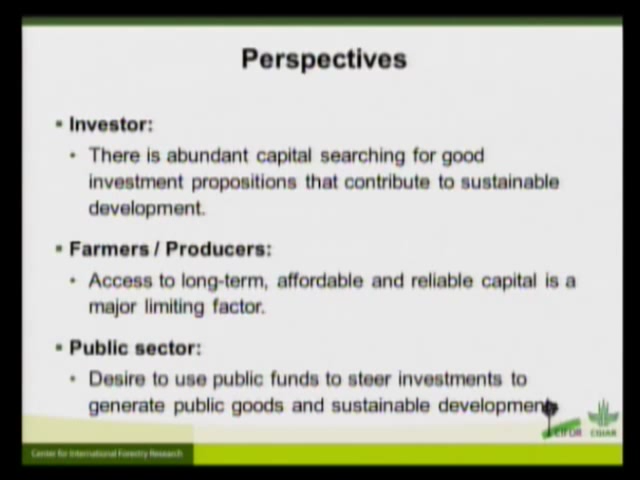 Perspectives
▪ Investor:
• There is abundant capital searching for good
investment propositions that contribute to sustainable
development.
▪ Farmers / Producers:
• Access to long-term, affordable and reliable capital is a
major limiting factor.
▪ Public sector:
• Desire to use public funds to steer investments to
generate public goods and sustainable development.
CIFOR CGIAR
Center for International Forestry Research